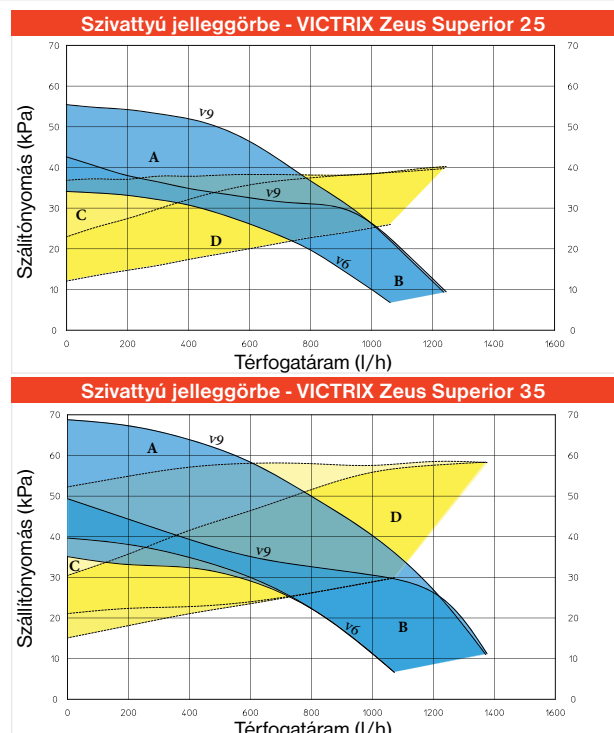 Szivattyú jelleggörbe - VICTRIX Zeus Superior 25
70 70
60 60
50 50
40 40
30 30
20 20
10 10
0 0
Szálítónyomás (kPa)
v9
A
v9
C
D
v6
B
0 200 400 600 800 1000 1200 1400 1600
Térfogatáram (l/h)
Szivattyú jelleggörbe - VICTRIX Zeus Superior 35
70 70
60 60
50 50
40 40
30 30
20 20
10 10
0 0
Szállítónyomás (kPa)
v9
A
D
v9
C
B
v6
0 200 400 600 800 1000 1200 1400 1600
Térfogatáram (l/h)